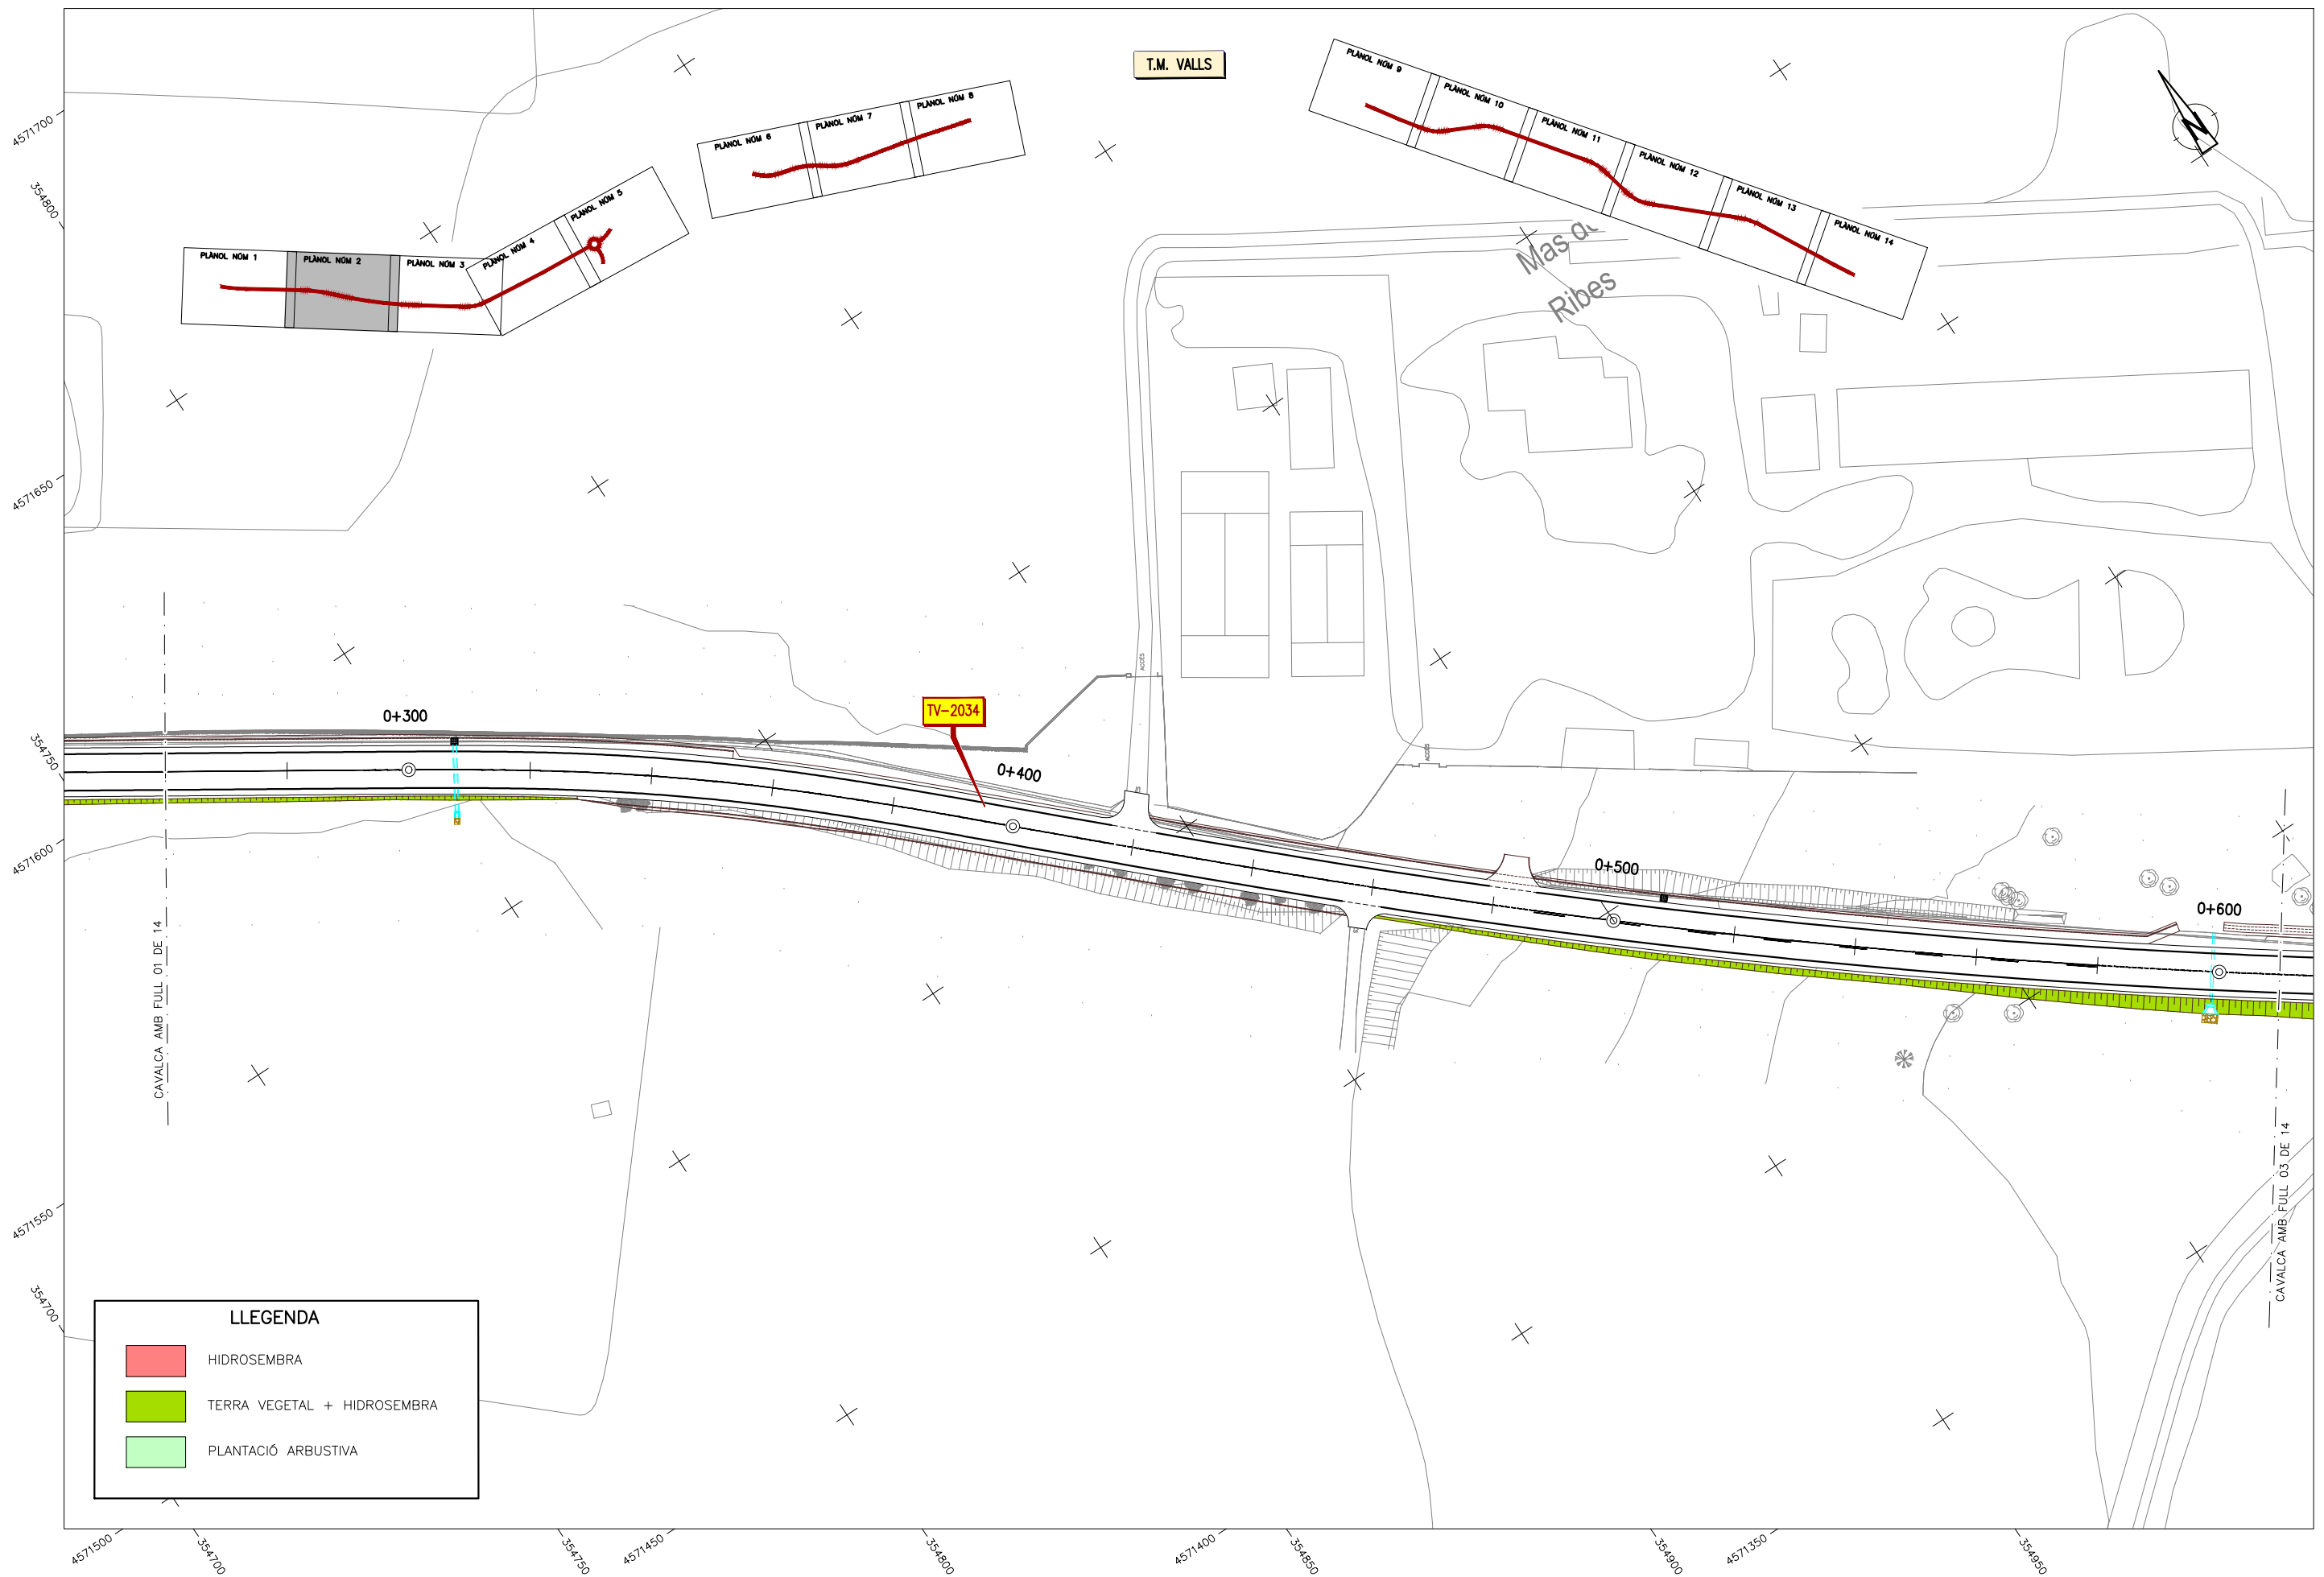 T.M. VALLS
PLÀNOL NÚM 1
PLÀNOL NÚM 2
PLÀNOL NÚM 3
PLÀNOL NÚM 4
PLÀNOL NÚM 5
PLÀNOL NÚM 6
PLÀNOL NÚM 7
PLÀNOL NÚM 8
PLÀNOL NÚM 9
PLÀNOL NÚM 10
PLÀNOL NÚM 11
PLÀNOL NÚM 12
PLÀNOL NÚM 13
PLÀNOL NÚM 14
Mas de
Ribes
4571700
354800
4571650
354750
4571600
4571550
354700
ACCÉS
ACCÉS
TV-2034
0+300
0+400
0+500
0+600
CAVALCA AMB FULL 01 DE 14
CAVALCA AMB FULL 03 DE 14
LLEGENDA
HIDROSEMBRA
TERRA VEGETAL + HIDROSEMBRA
PLANTACIÓ ARBUSTIVA
4571500
354700
354750
4571450
354800
4571400
354850
354900
4571350
354950